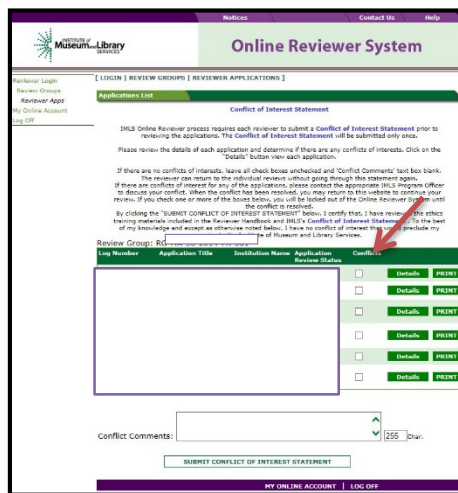 Notices Contact Us Help
INSTITUTE of
Museum and Library
SERVICES
Online Reviewer System
Reviewer Login
Review Groups
Reviewer Apps
My Online Account
Log Off
[ LOGIN | REVIEW GROUPS | REVIEWER APPLICATIONS ]
Applications List
Conflict of Interest Statement
IMLS Online Reviewer process requires each reviewer to submit a Conflict of Interest Statement prior to
reviewing the applications. The Conflict of Interest Statement will be submitted only once.
Please review the details of each application and determine if there are any conflicts of interest. Click on the
"Details" button view each application.
If there are no conflicts of interest, leave all check boxes unchecked and 'Conflict Comments' text box blank.
The reviewer can return to the individual reviews without going through this statement again.
If there are conflicts of interest for any of the applications, please contact the appropriate IMLS Program Officer
to discuss your conflict. When the conflict has been resolved, you may return to this website to continue your
review. If you check one or more of the boxes below, you will be locked out of the Online Reviewer System until
the conflict is resolved.
By clicking the "SUBMIT CONFLICT OF INTEREST STATEMENT" below, I certify that, I have reviewed the ethics
training materials included in the Reviewer Handbook and IMLS's Conflict of Interest Statement. To the best
of my knowledge and except as otherwise noted below, I have no conflict of interest that would preclude my
of Museum and Library Services.
Review Group:
Log Number Application Title Institution Name Application Review Status Conflicts
Details PRINT
Details PRINT
Details PRINT
Details PRINT
Details PRINT
Details PRINT
Conflict Comments: 255 Char.
SUBMIT CONFLICT OF INTEREST STATEMENT
MY ONLINE ACCOUNT | LOG OFF